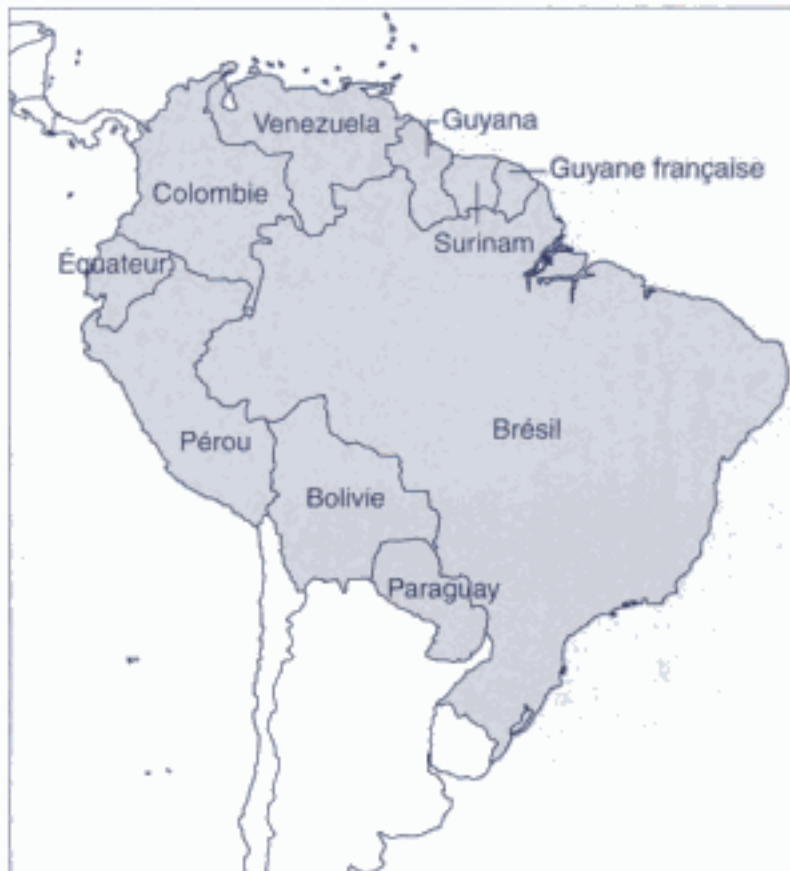 Venezuela
Guyana
Guyane française
Colombie
Surinam
Équateur
Brésil
Pérou
Bolivie
Paraguay